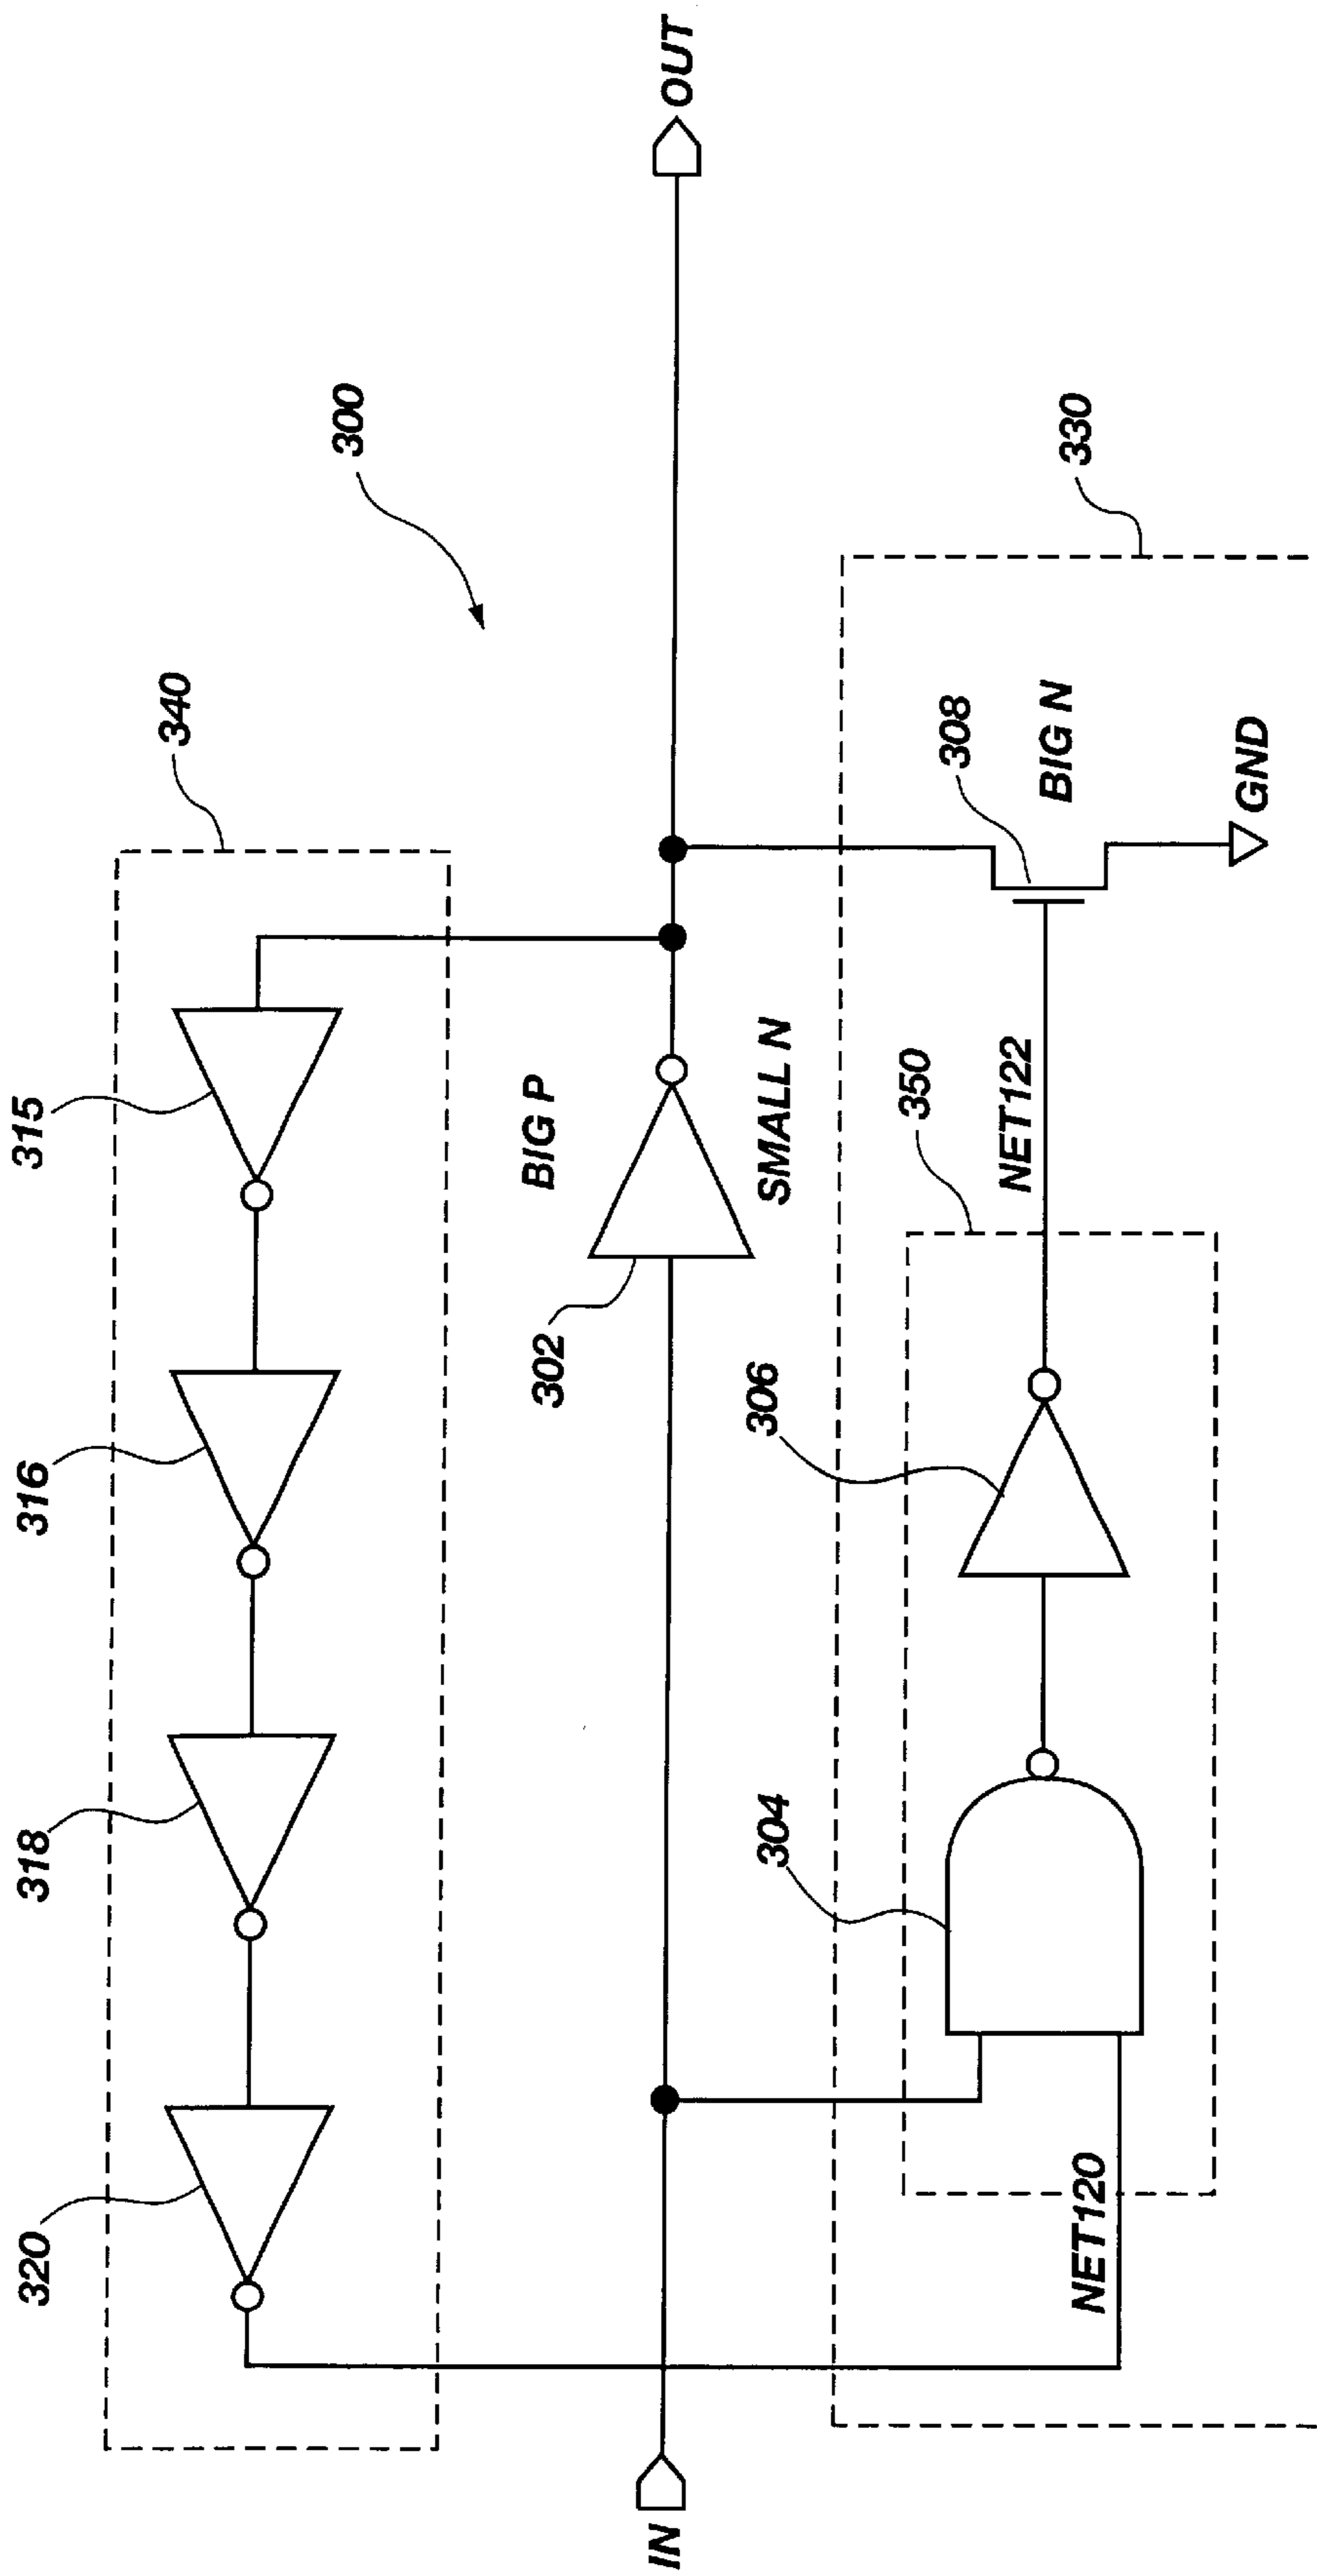 340
315
316
318
320
300
BIG P
302
SMALL N
IN
OUT
330
350
306
304
NET120
NET122
308
BIG N
GND